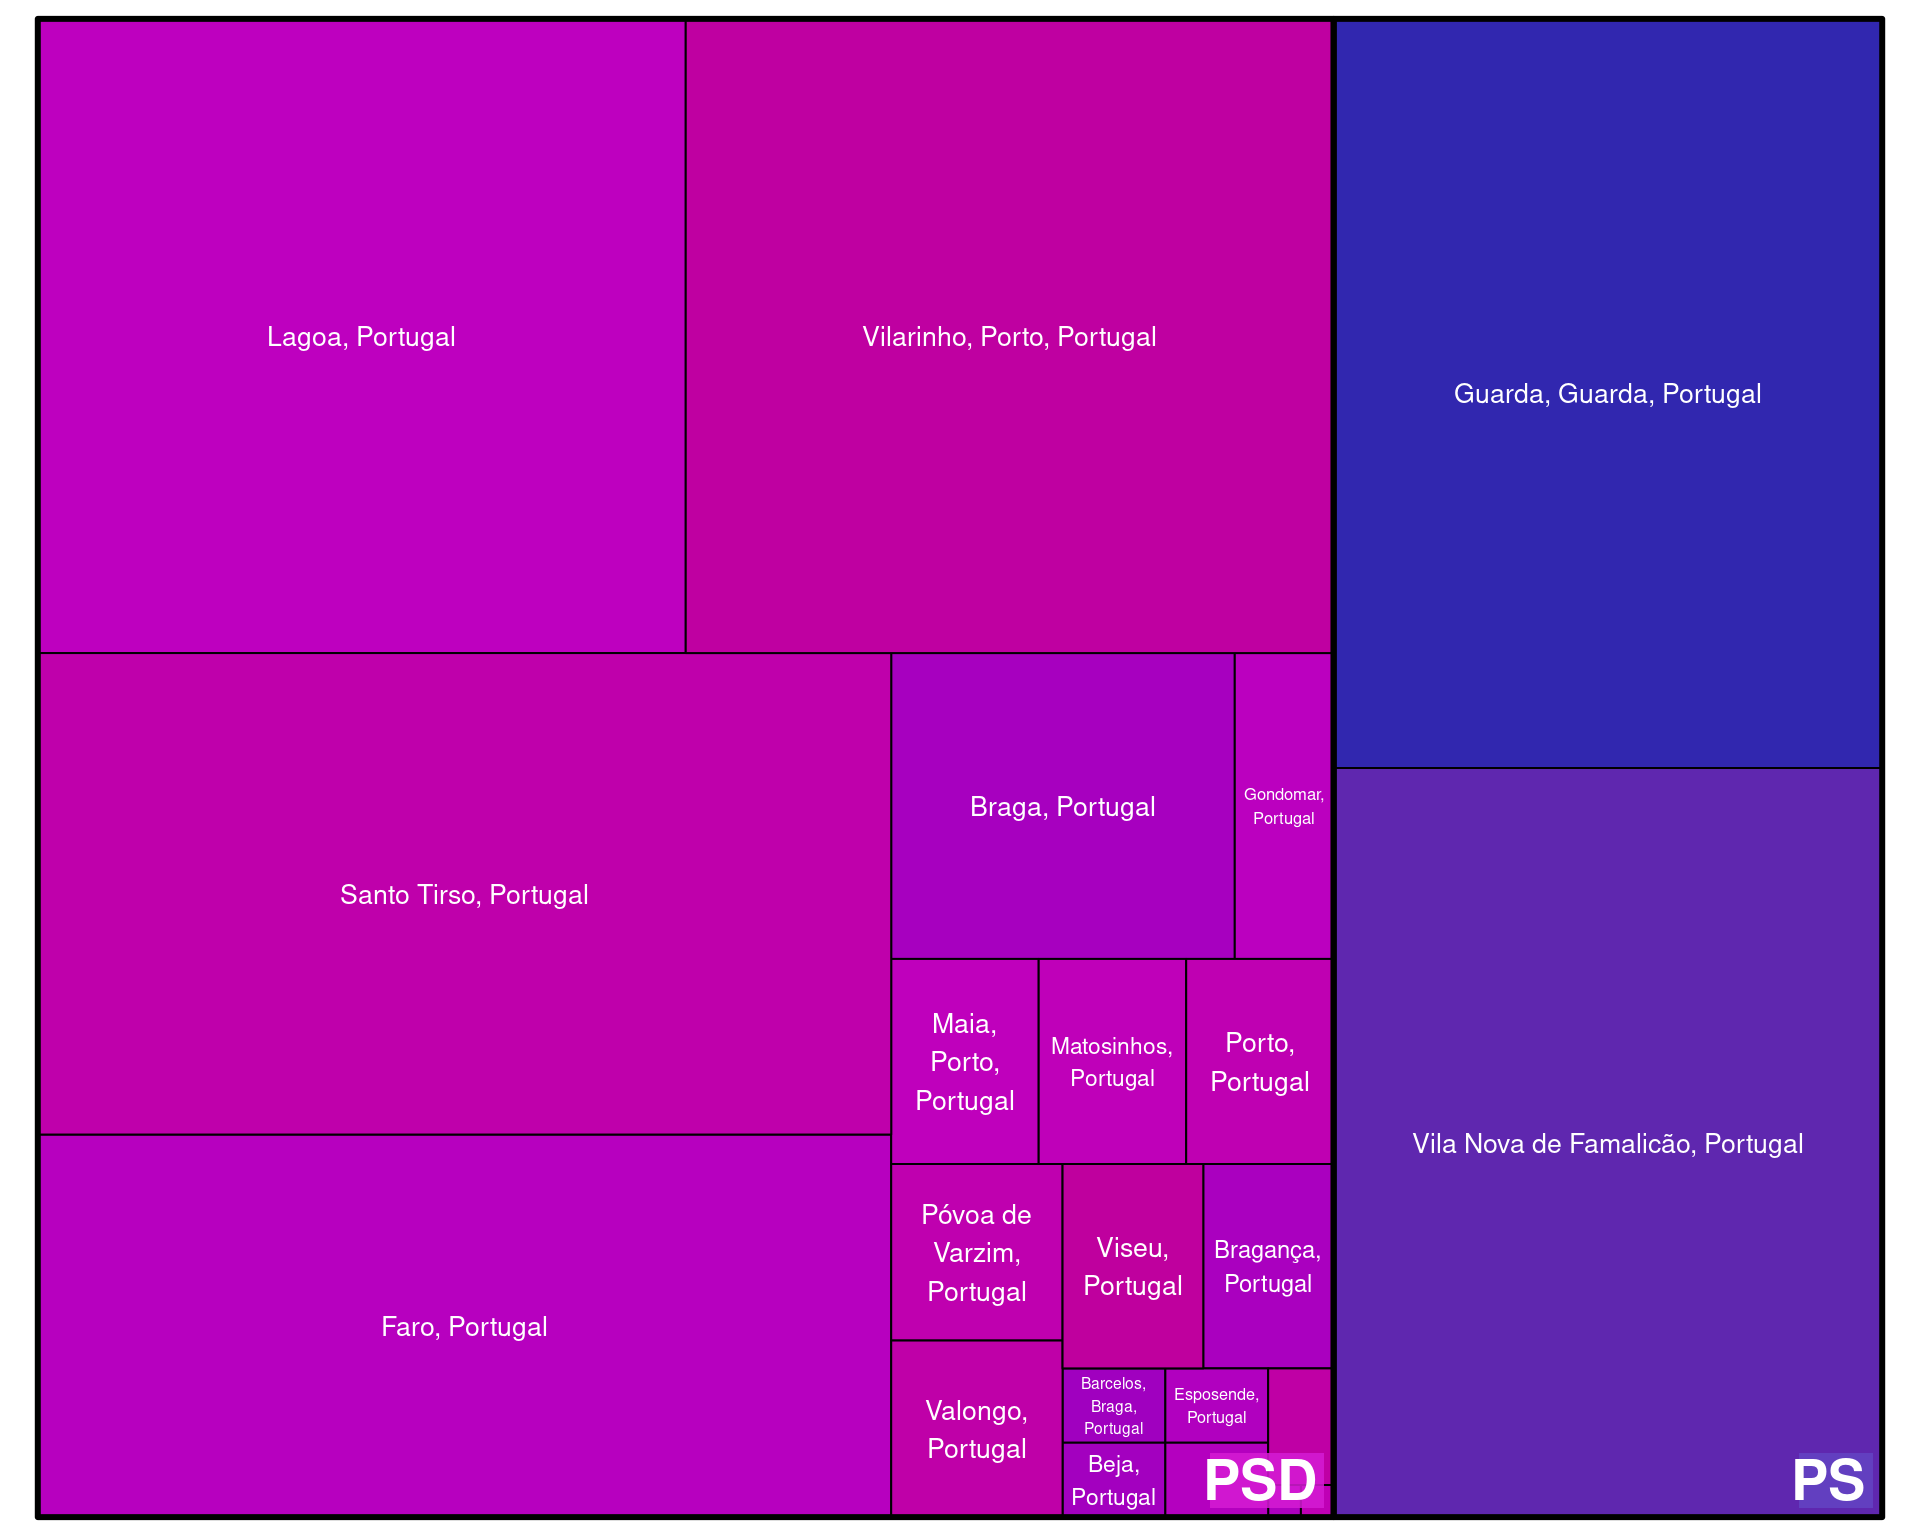 Lagoa, Portugal
Vilarinho, Porto, Portugal
Guarda, Guarda, Portugal
Santo Tirso, Portugal
Braga, Portugal
Gondomar,
Portugal
Maia,
Porto,
Portugal
Matosinhos,
Portugal
Porto,
Portugal
Vila Nova de Famalicão, Portugal
Faro, Portugal
Póvoa de
Varzim,
Portugal
Viseu,
Portugal
Bragança,
Portugal
Valongo,
Portugal
Barcelos,
Braga,
Portugal
Esposende,
Portugal
Beja,
Portugal
PSD
PS